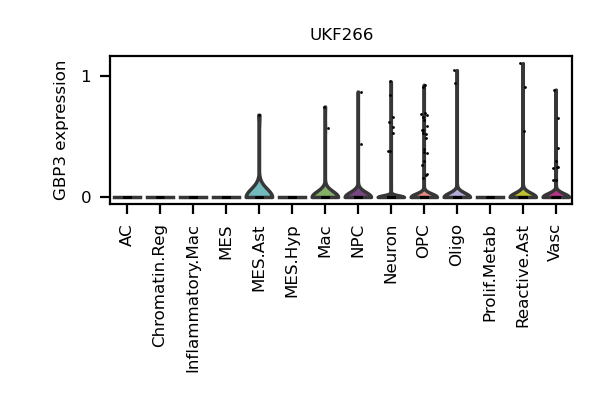 UKF266
GBP3 expression
1
0
AC
Chromatin.Reg
Inflammatory.Mac
MES
MES.Ast
MES.Hyp
Mac
NPC
Neuron
OPC
Oligo
Prolif.Metab
Reactive.Ast
Vasc